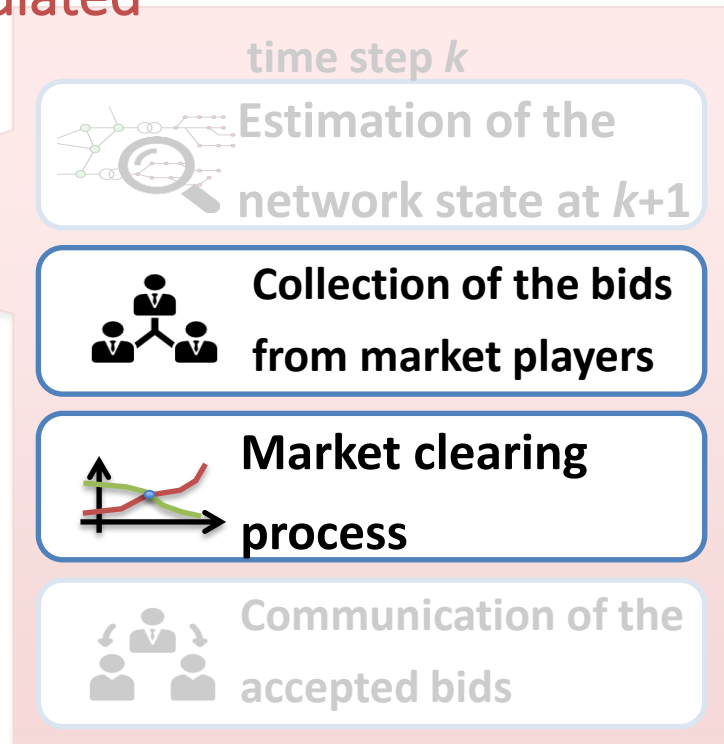 time step k
Estimation of the
network state at k+1
Collection of the bids
from market players
Market clearing
process
Communication of the
accepted bids